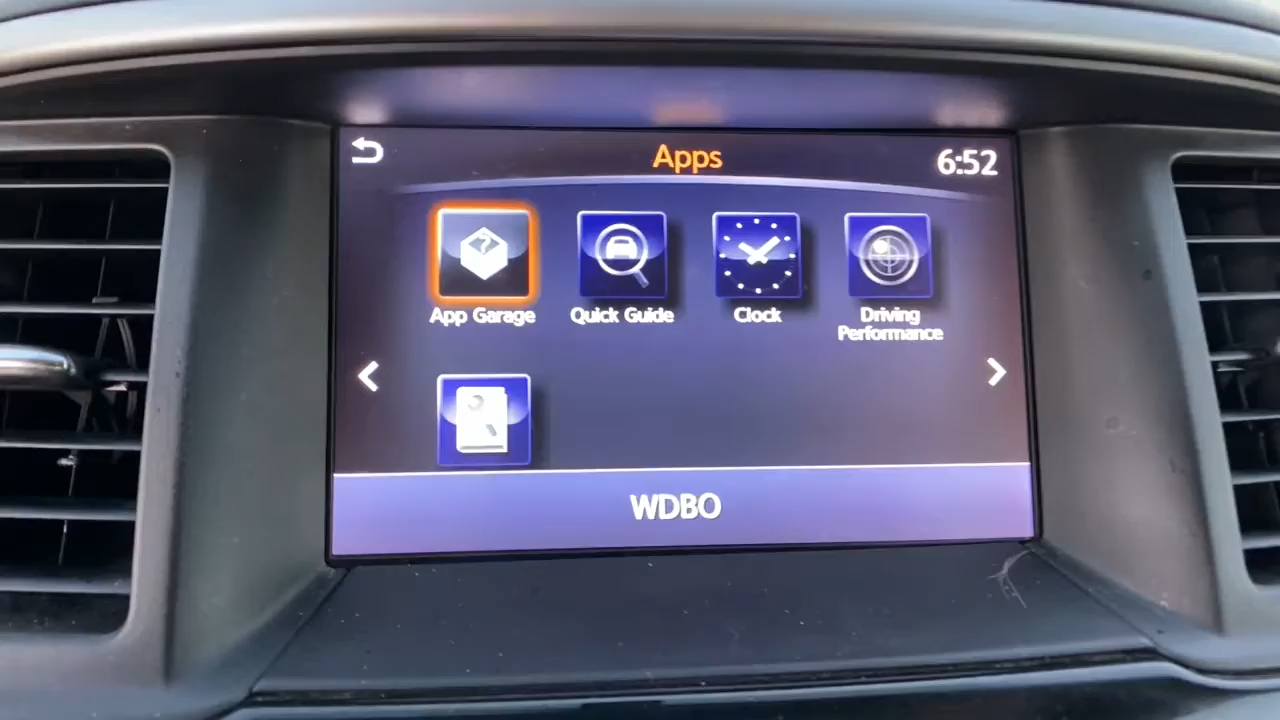 Apps
6:52
App Garage
Quick Guide
Clock
Driving
Performance
WDBO